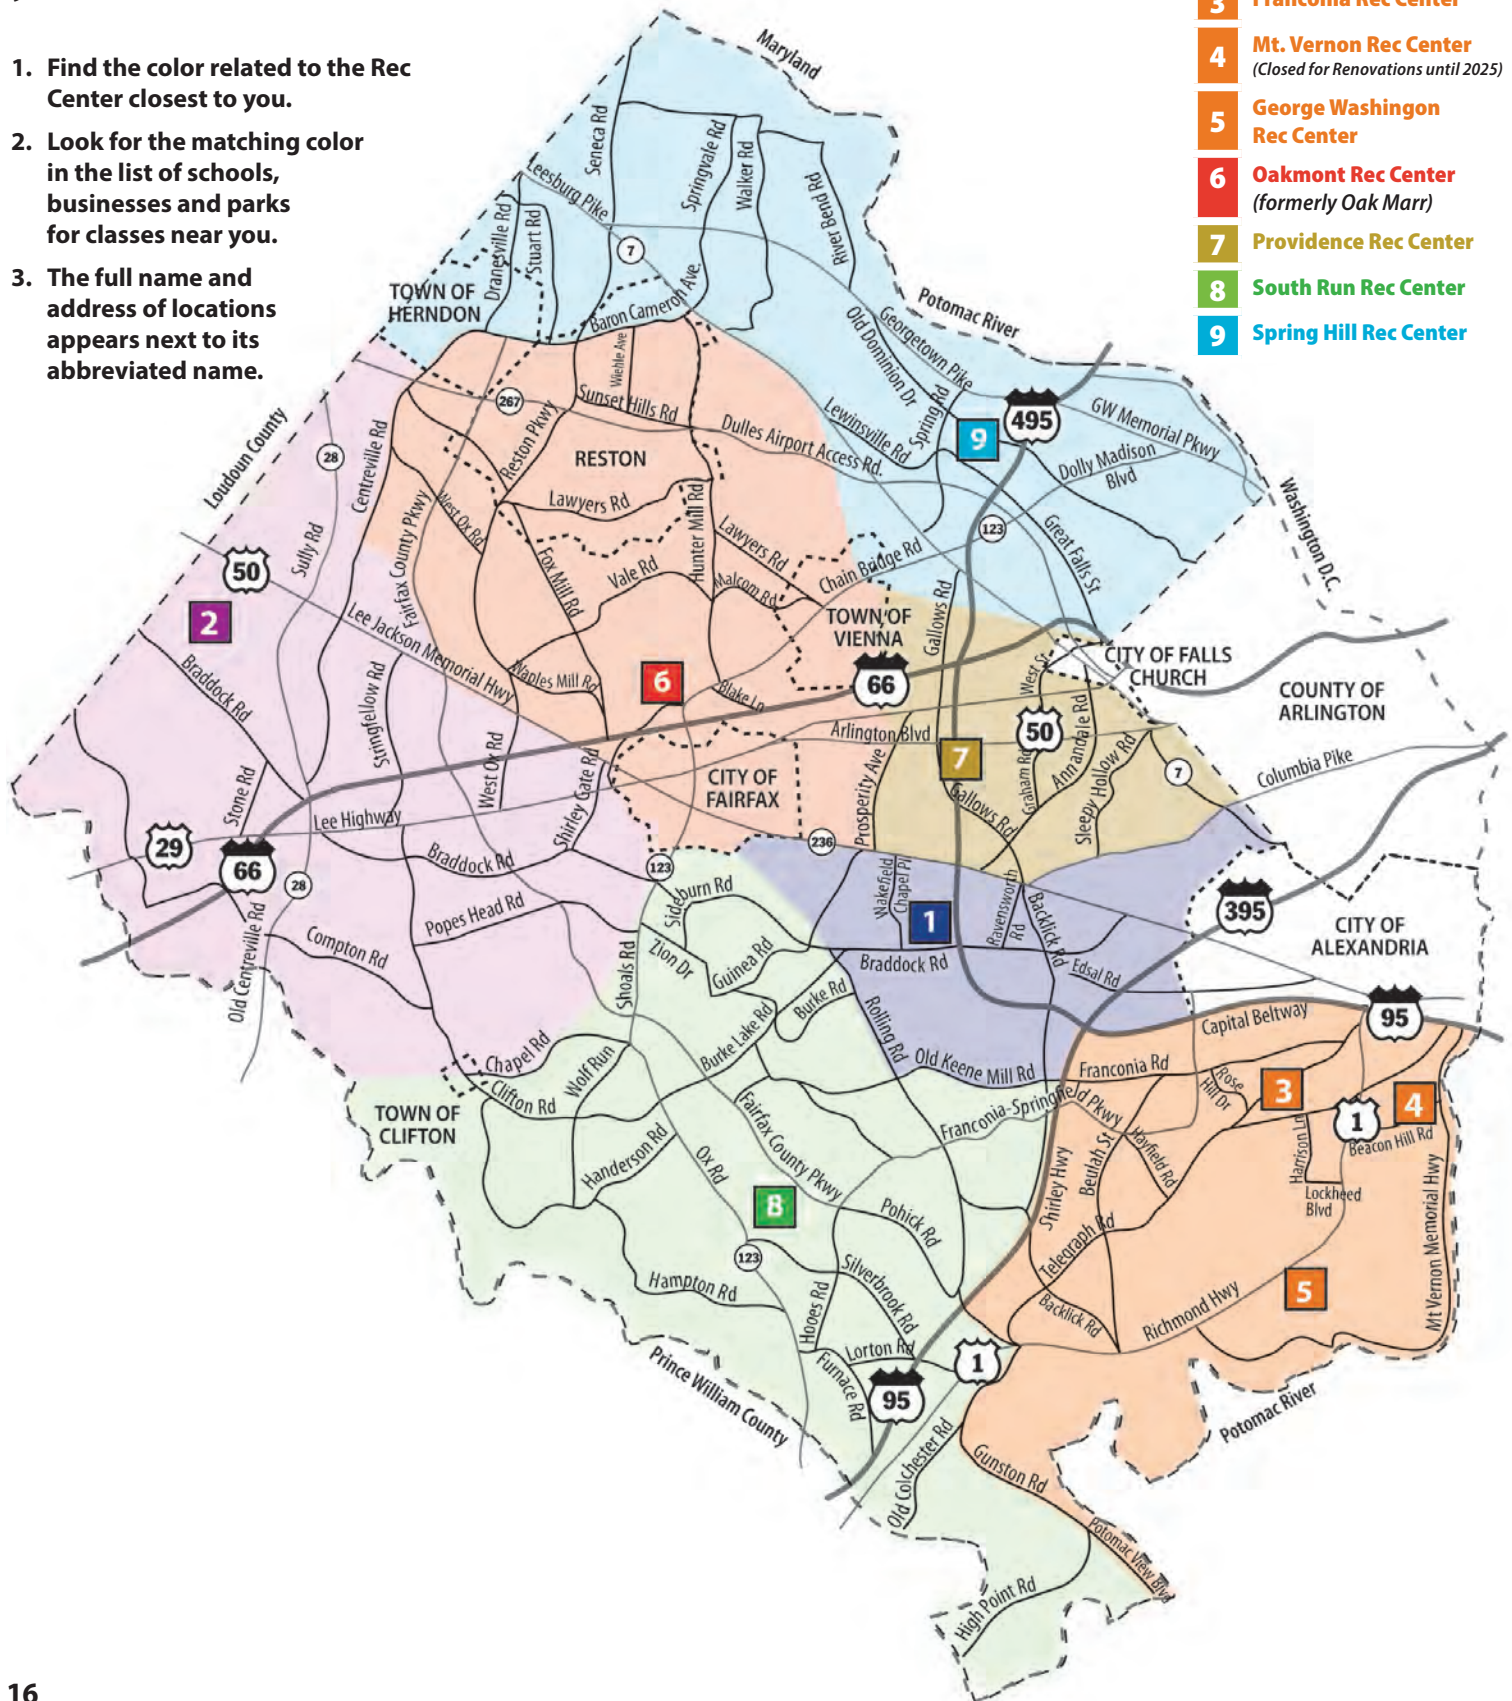 1. Find the color related to the Rec
Center closest to you.
2. Look for the matching color
in the list of schools,
businesses and parks
for classes near you.
3. The full name and
address of locations
appears next to its
abbreviated name.
3 Franconia Rec Center
4 Mt. Vernon Rec Center
(Closed for Renovations until 2025)
5 George Washingon
Rec Center
6 Oakmont Rec Center
(formerly Oak Marr)
7 Providence Rec Center
8 South Run Rec Center
9 Spring Hill Rec Center
Maryland
Seneca Rd
Springvale Rd
Walker Rd
River Bend Rd
Leesburg Pike
Dranesville Rd
Stuart Rd
7
TOWN OF
HERNDON
Baron Cameron Ave.
Potomac River
Georgetown Pike
Old Dominion Dr
Wiehle Ave
267
Sunset Hills Rd
Reston Pkwy
Spring Rd
495
GW Memorial Pkwy
Lewinsville Rd
9
Dulles Airport Access Rd.
Dolly Madison
Blvd
Loudoun County
28
Centreville Rd
RESTON
Washington D.C.
Lawyers Rd
Fairfax County Pkwy
West Ox Rd
Hunter Mill Rd
Lawyers Rd
123
Great Falls St
Sully Rd
Fox Mill Rd
Vale Rd
Malcom Rd
Chain Bridge Rd
50
2
Lee Jackson Memorial Hwy
TOWN OF
VIENNA
Gallows Rd
CITY OF FALLS
CHURCH
Braddock Rd
Stringfellow Rd
Naples Mill Rd
6
Blake Ln
66
West St
COUNTY OF
ARLINGTON
Arlington Blvd
50
Annandale Rd
7
Graham Rd
Sleepy Hollow Rd
7
Columbia Pike
Stone Rd
West Ox Rd
Shirley Gate Rd
CITY OF
FAIRFAX
Prosperity Ave
Gallows Rd
Lee Highway
29
66
28
Braddock Rd
123
236
Sideburn Rd
Wakefield
Chapel Pl
1
Ravensworth
Rd
Backlick Rd
395
CITY OF
ALEXANDRIA
Popes Head Rd
Compton Rd
Old Centreville Rd
Shoals Rd
Zion Dr
Guinea Rd
Braddock Rd
Edsal Rd
Burke Rd
Rolling Rd
95
Capital Beltway
Chapel Rd
Wolf Run
Burke Lake Rd
Old Keene Mill Rd
Franconia Rd
Rose
Hill Dr
3
4
TOWN OF
CLIFTON
Clifton Rd
Fairfax County Pkwy
Franconia-Springfield Pkwy
1
Beacon Hill Rd
Handerson Rd
Ox Rd
Hayfield Rd
Harrison Ln
Beulah St
Shirley Hwy
Lockheed
Blvd
Mt Vernon Memorial Hwy
8
Pohick Rd
Telegraph Rd
123
Hampton Rd
Silverbrook Rd
Hooes Rd
5
Backlick Rd
Richmond Hwy
Lorton Rd
1
Prince William County
Furnace Rd
95
Potomac River
Old Colchester Rd
Gunston Rd
Potomac View Blvd
High Point Rd
16